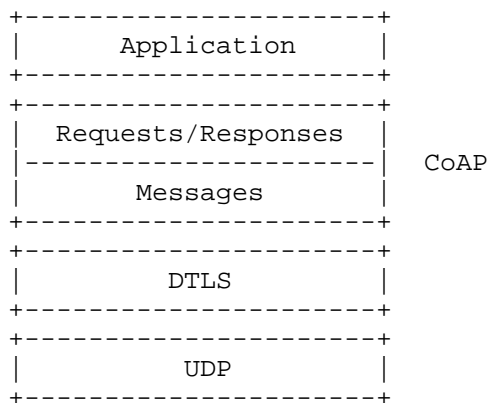 Application
Requests/Responses
CoAP
Messages
DTLS
UDP